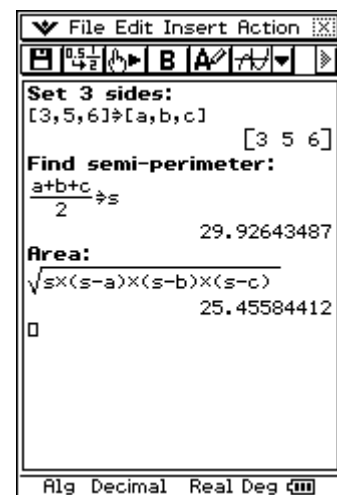 File Edit Insert Action
0.5 1 2 B A
Set 3 sides:
[3,5,6]⇒[a,b,c]
[3 5 6]
Find semi-perimeter:
a+b+c
2 ⇒s
29.92643487
Area:
√s×(s-a)×(s-b)×(s-c)
25.45584412
Alg Decimal Real Deg